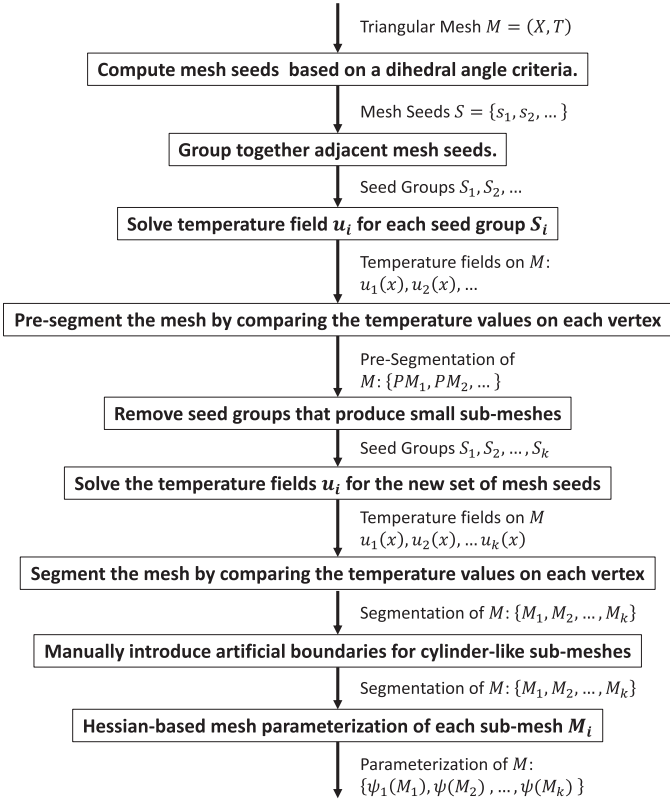 Triangular Mesh M = (X, T)
Compute mesh seeds based on a dihedral angle criteria.
Mesh Seeds S = {s₁, s₂, … }
Group together adjacent mesh seeds.
Seed Groups S₁, S₂, …
Solve temperature field uᵢ for each seed group Sᵢ
Temperature fields on M:
u₁(x), u₂(x), …
Pre-segment the mesh by comparing the temperature values on each vertex
Pre-Segmentation of
M: {PM₁, PM₂, … }
Remove seed groups that produce small sub-meshes
Seed Groups S₁, S₂, … , Sₖ
Solve the temperature fields uᵢ for the new set of mesh seeds
Temperature fields on M
u₁(x), u₂(x), … uₖ(x)
Segment the mesh by comparing the temperature values on each vertex
Segmentation of M: {M₁, M₂, … , Mₖ}
Manually introduce artificial boundaries for cylinder-like sub-meshes
Segmentation of M: {M₁, M₂, … , Mₖ}
Hessian-based mesh parameterization of each sub-mesh Mᵢ
Parameterization of M:
{ψ₁(M₁), ψ(M₂) , … , ψ(Mₖ) }